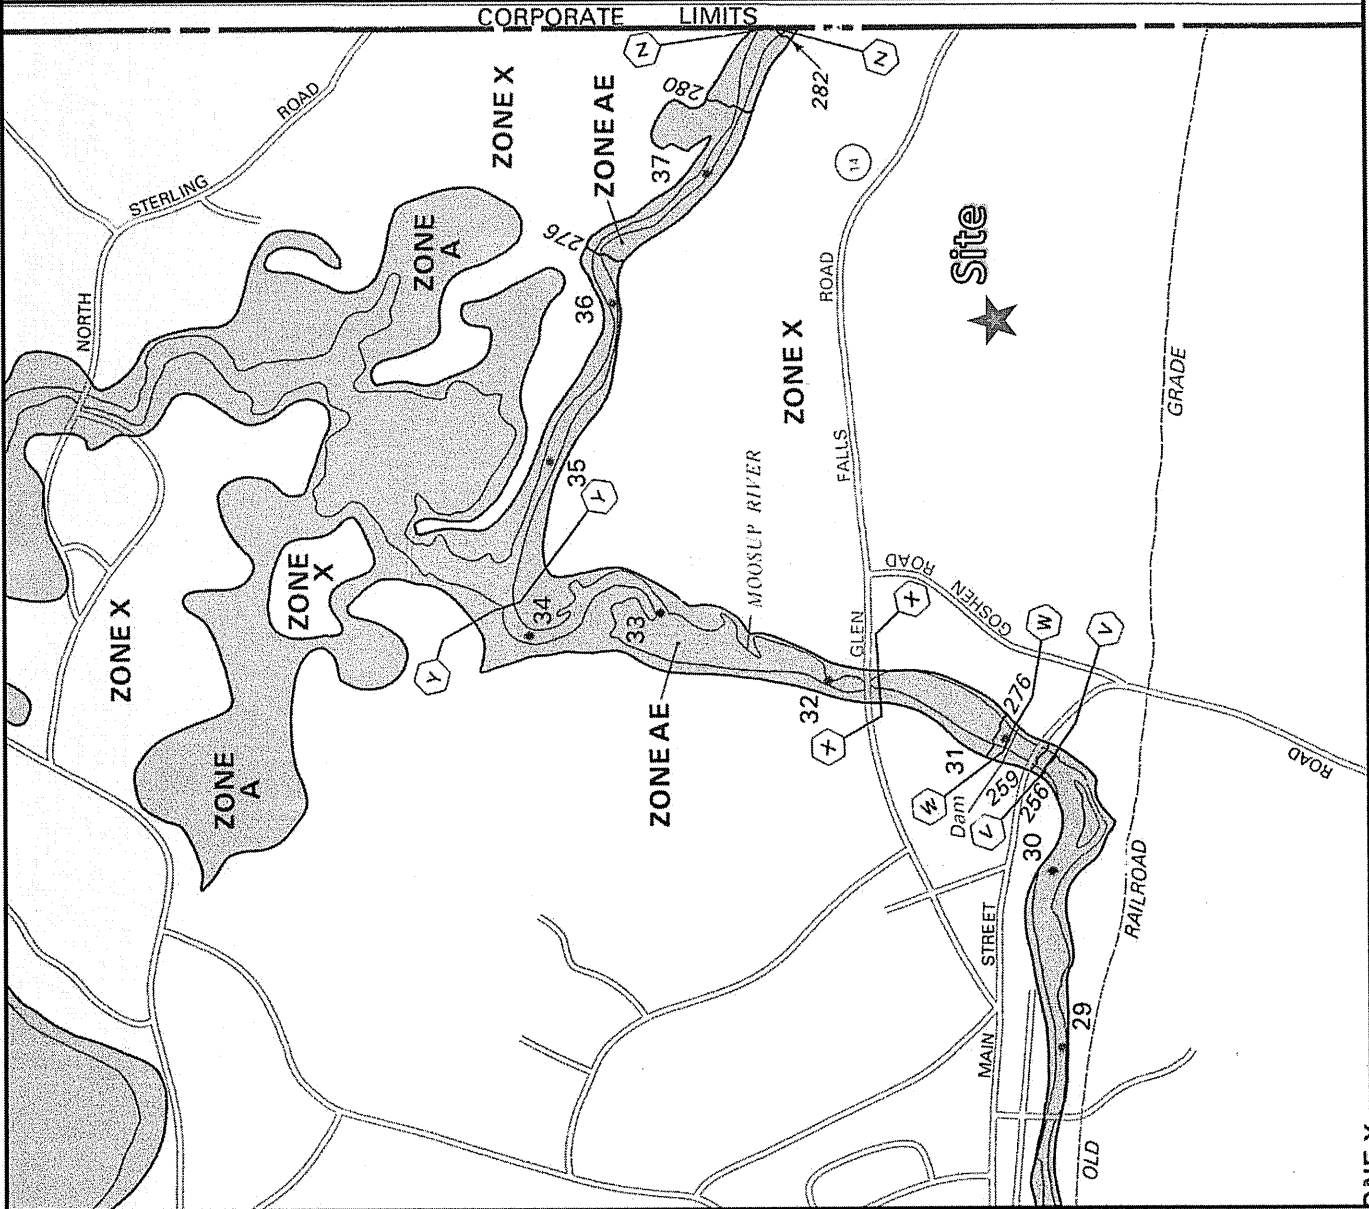 CORPORATE LIMITS
Z
Z
282
280
ROAD
ZONE X
ZONE AE
37
14
STERLING
276
ZONE
A
Site
NORTH
36
ROAD
ZONE X
GRADE
FALLS
35
Y
MOOSUP RIVER
ZONE
X
ZONE X
34
33
ROAD
GOSHEN
X
GLEN
W
V
Y
32
276
X
ZONE AE
31
W
Dam
259
256
V
ROAD
ZONE
A
30
RAILROAD
STREET
29
MAIN
OLD